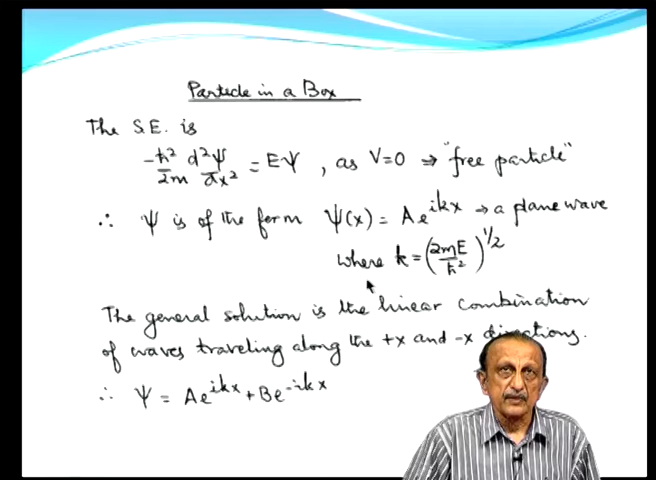 Particle in a Box
The S.E. is
-ħ²/2m d²Ψ/dx² = EΨ , as V=0 ⇒ "free particle"
∴ Ψ is of the form Ψ(x) = Ae^{ikx} → a plane wave
where k = (2mE/ħ²)^{1/2}
The general solution is the linear combination
of waves traveling along the +x and -x directions.
∴ Ψ = Ae^{ikx} + Be^{-ikx}